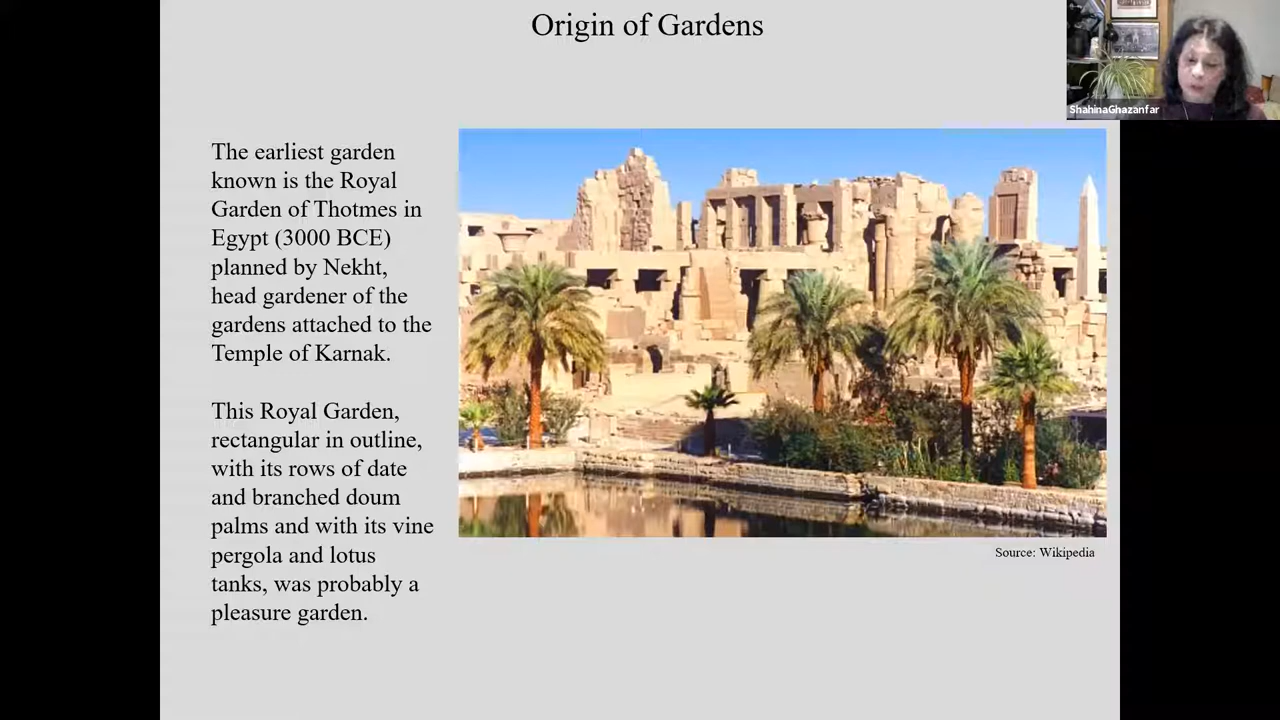 Origin of Gardens
ShahinaGhazanfar
The earliest garden
known is the Royal
Garden of Thotmes in
Egypt (3000 BCE)
planned by Nekht,
head gardener of the
gardens attached to the
Temple of Karnak.
This Royal Garden,
rectangular in outline,
with its rows of date
and branched doum
palms and with its vine
pergola and lotus
tanks, was probably a
pleasure garden.
Source: Wikipedia